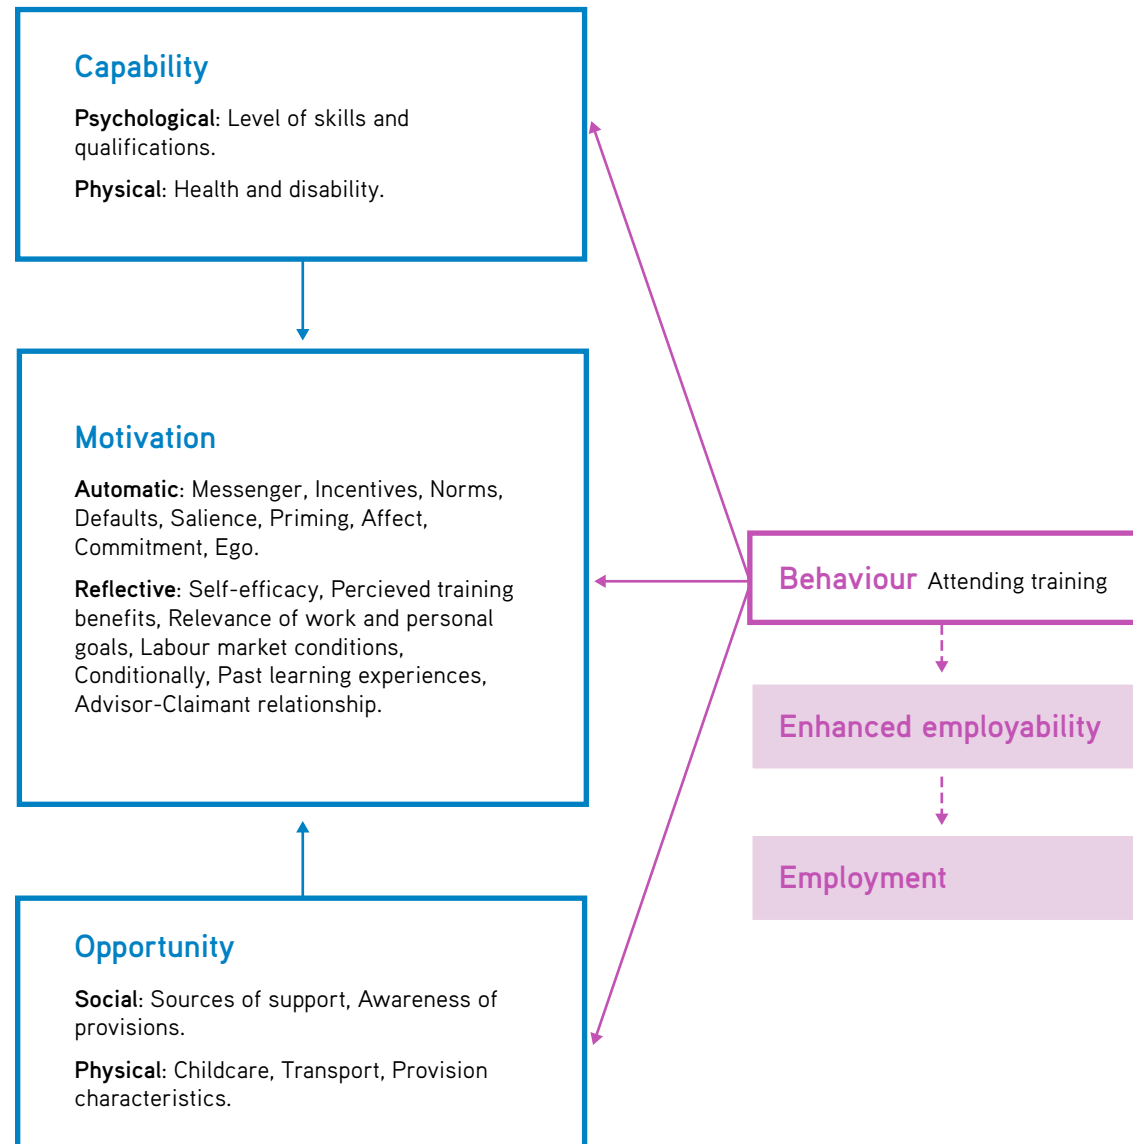 Capability
Psychological: Level of skills and
qualifications.
Physical: Health and disability.
Motivation
Automatic: Messenger, Incentives, Norms,
Defaults, Salience, Priming, Affect,
Commitment, Ego.
Reflective: Self-efficacy, Percieved training
benefits, Relevance of work and personal
goals, Labour market conditions,
Conditionally, Past learning experiences,
Advisor-Claimant relationship.
Opportunity
Social: Sources of support, Awareness of
provisions.
Physical: Childcare, Transport, Provision
characteristics.
Behaviour Attending training
Enhanced employability
Employment